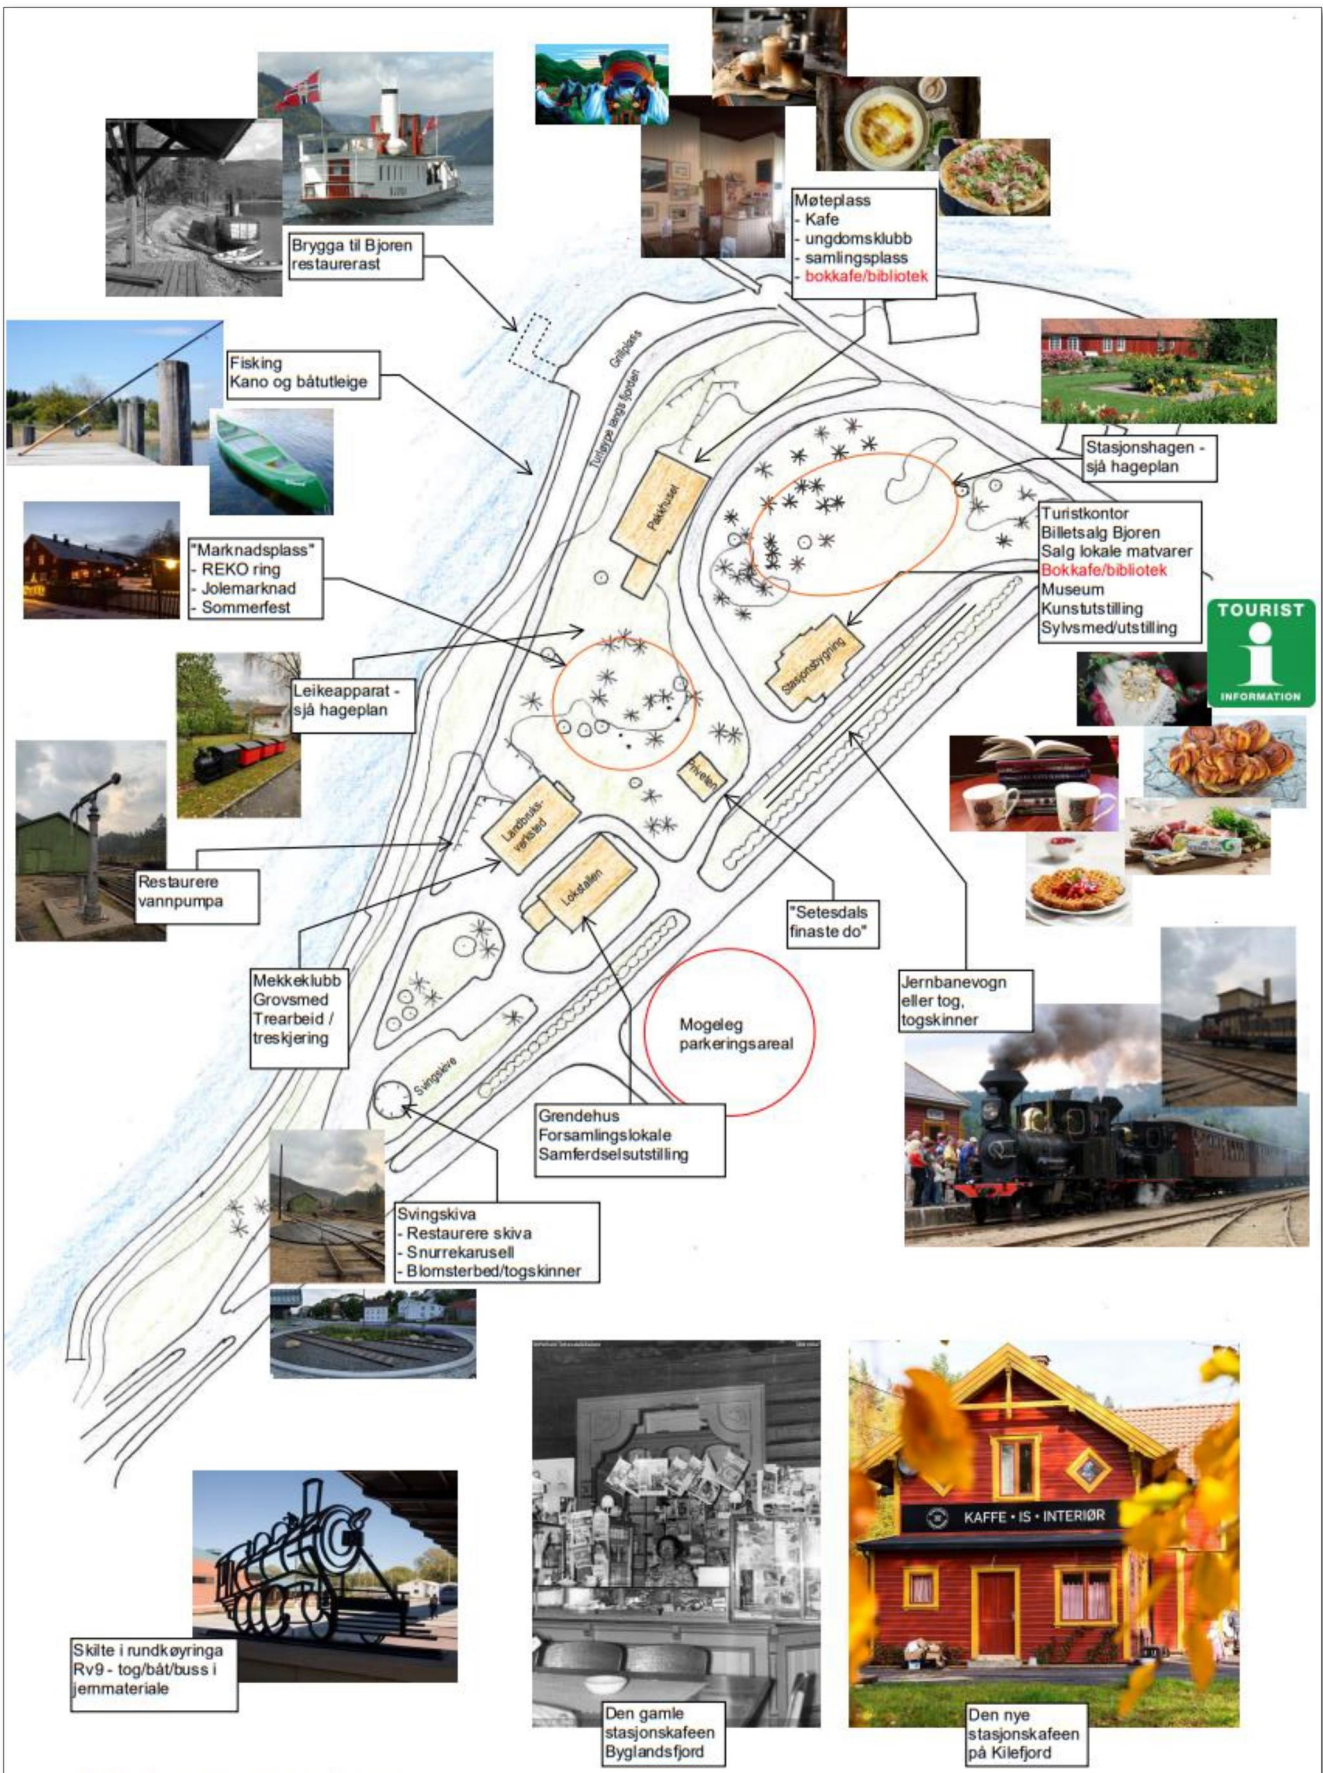 Brygga til Bjoren
restaurerast
Møteplass
- Kafe
- ungdomsklubb
- samlingsplass
- bokkafe/bibliotek
Fisking
Kano og båtutleige
Grillplass
Turløype langs fjorden
Stasjonshagen -
sjå hageplan
"Marknadsplass"
- REKO ring
- Jolemarknad
- Sommerfest
Pakkhusel
Turistkontor
Billetsalg Bjoren
Salg lokale matvarer
Bokkafe/bibliotek
Museum
Kunstutstilling
Sylvsmed/utstilling
TOURIST
i
INFORMATION
Leikeapparat -
sjå hageplan
Stasjonsbygning
Priveten
Landbruks-
verksted
Lokstallen
Restaurere
vannpumpa
"Setesdals
finaste do"
Mekkeklubb
Grovsmed
Trearbeid /
treskjering
Jernbanevogn
eller tog,
togskinner
Mogeleg
parkeringsareal
Svingskive
Grendehus
Forsamlingslokale
Samferdselsutstilling
Svingskiva
- Restaurere skiva
- Snurrekarusell
- Blomsterbed/togskinner
KAFFE • IS • INTERIØR
Skilte i rundkøyringa
Rv9 - tog/båt/buss i
jernmateriale
Den gamle
stasjonskafeen
Byglandsfjord
Den nye
stasjonskafeen
på Kilefjord